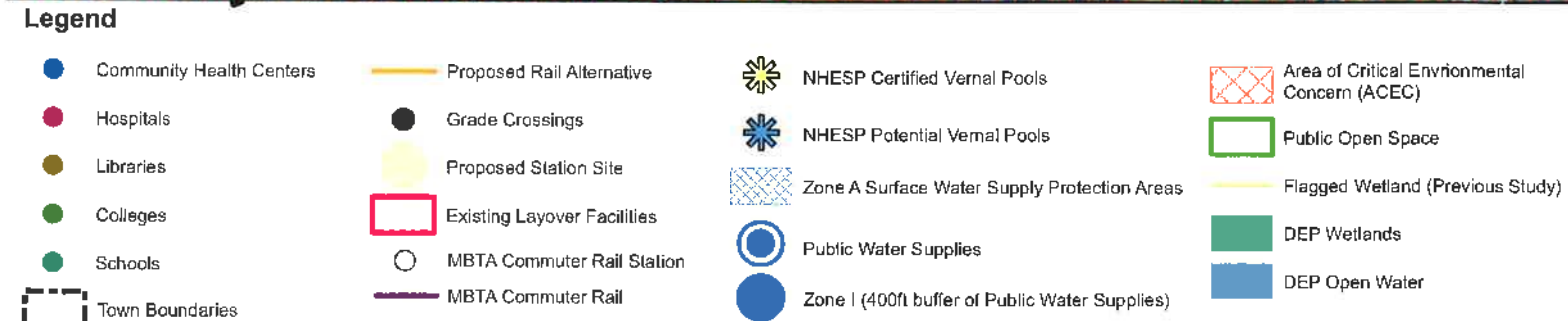 Legend
Community Health Centers
Hospitals
Libraries
Colleges
Schools
Town Boundaries
Proposed Rail Alternative
Grade Crossings
Proposed Station Site
Existing Layover Facilities
MBTA Commuter Rail Station
MBTA Commuter Rail
NHESP Certified Vernal Pools
NHESP Potential Vernal Pools
Zone A Surface Water Supply Protection Areas
Public Water Supplies
Zone I (400ft buffer of Public Water Supplies)
Area of Critical Envrionmental
Concern (ACEC)
Public Open Space
Flagged Wetland (Previous Study)
DEP Wetlands
DEP Open Water